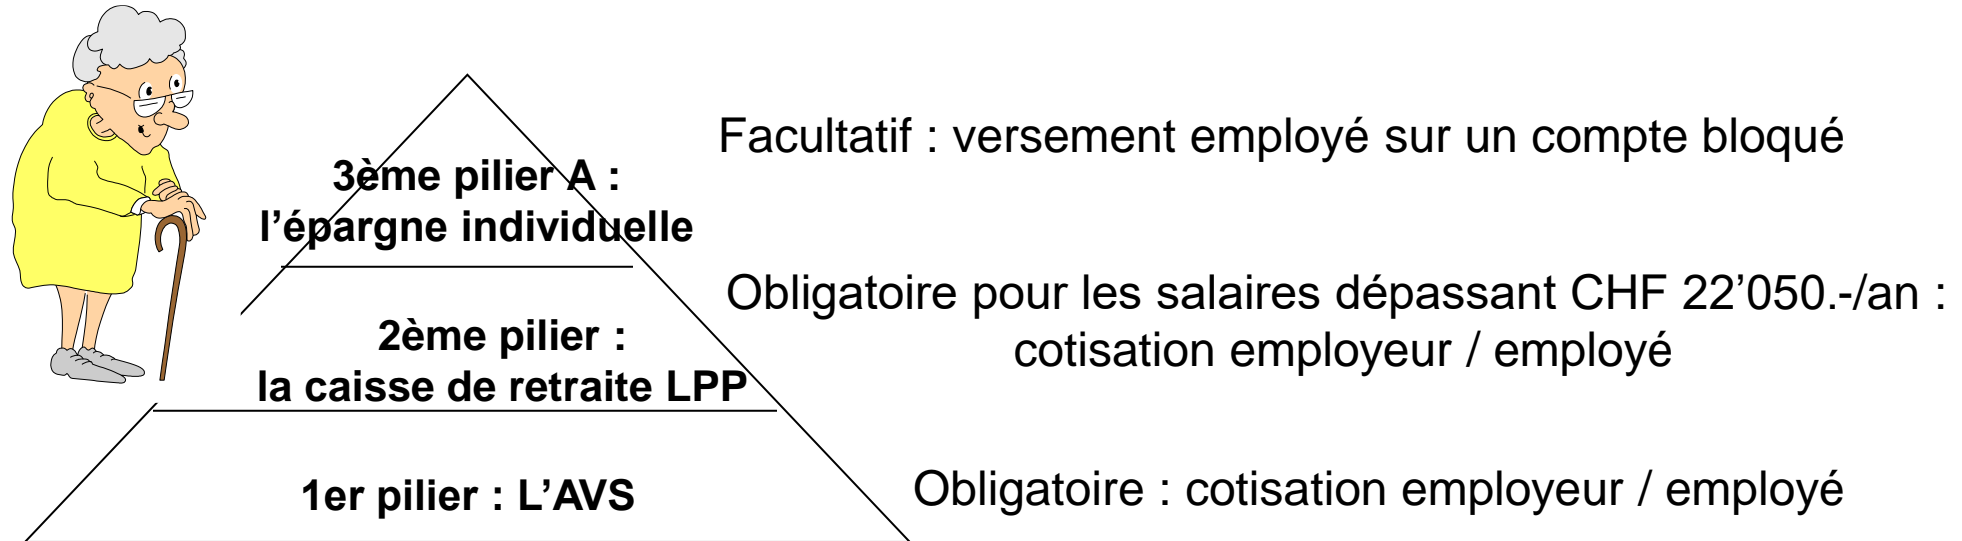 Facultatif : versement employé sur un compte bloqué
3ème pilier A :
l’épargne individuelle
Obligatoire pour les salaires dépassant CHF 22’050.-/an :
cotisation employeur / employé
2ème pilier :
la caisse de retraite LPP
Obligatoire : cotisation employeur / employé
1er pilier : L’AVS